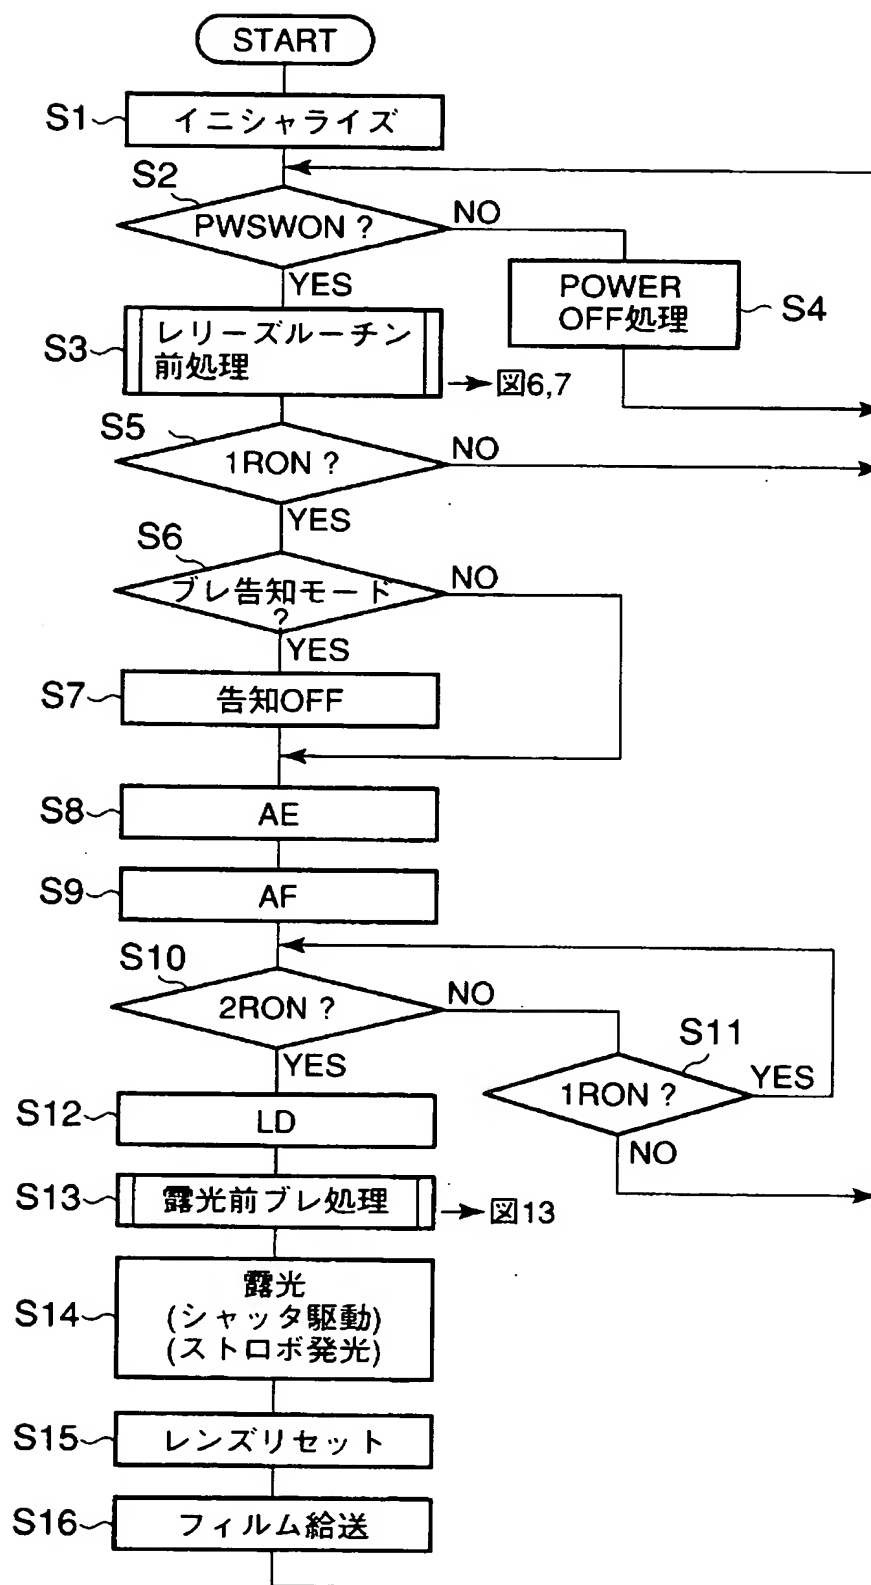 START
S1
イニシャライズ
S2
PWSWON ?
NO
YES
POWER
OFF処理
S4
S3
レリーズルーチン
前処理
図6,7
S5
1RON ?
NO
YES
S6
ブレ告知モード
?
NO
YES
S7
告知OFF
S8
AE
S9
AF
S10
2RON ?
NO
YES
S11
1RON ?
YES
NO
S12
LD
S13
露光前ブレ処理
図13
S14
露光
(シャッタ駆動)
(ストロボ発光)
S15
レンズリセット
S16
フィルム給送